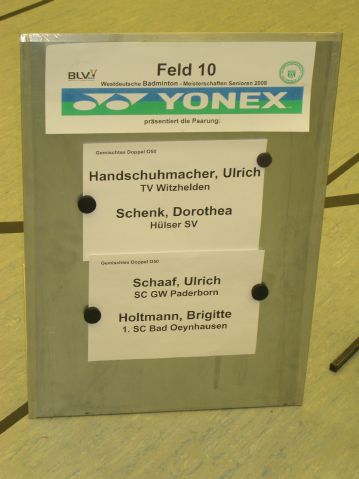 BLV
Feld 10
Westdeutsche Badminton - Meisterschaften Senioren 2008
YONEX
präsentiert die Paarung:
Gemischtes Doppel O50
Handschuhmacher, Ulrich
TV Witzhelden
Schenk, Dorothea
Hülser SV
Gemischtes Doppel O50
Schaaf, Ulrich
SC GW Paderborn
Holtmann, Brigitte
1. SC Bad Oeynhausen